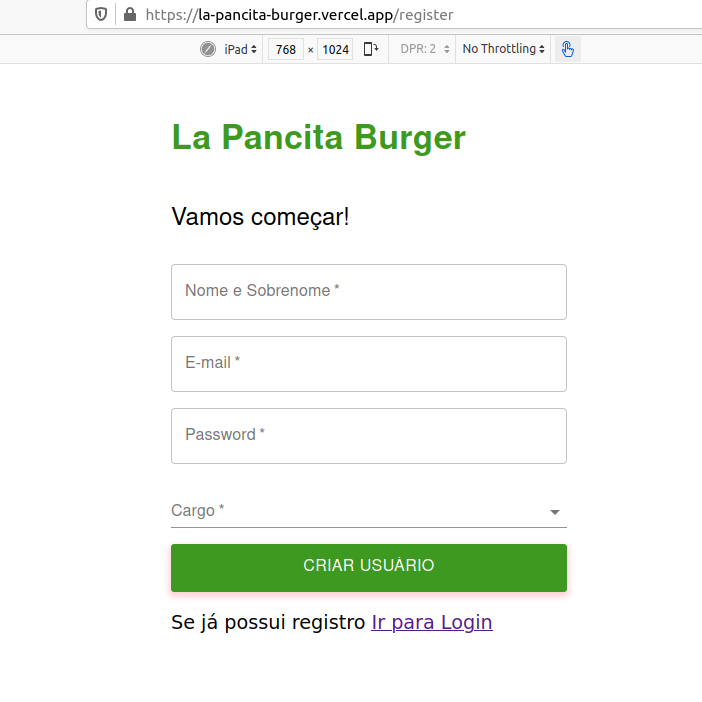 https://la-pancita-burger.vercel.app/register
iPad 768 × 1024 DPR: 2 No Throttling
La Pancita Burger
Vamos começar!
Nome e Sobrenome *
E-mail *
Password *
Cargo *
CRIAR USUÁRIO
Se já possui registro Ir para Login